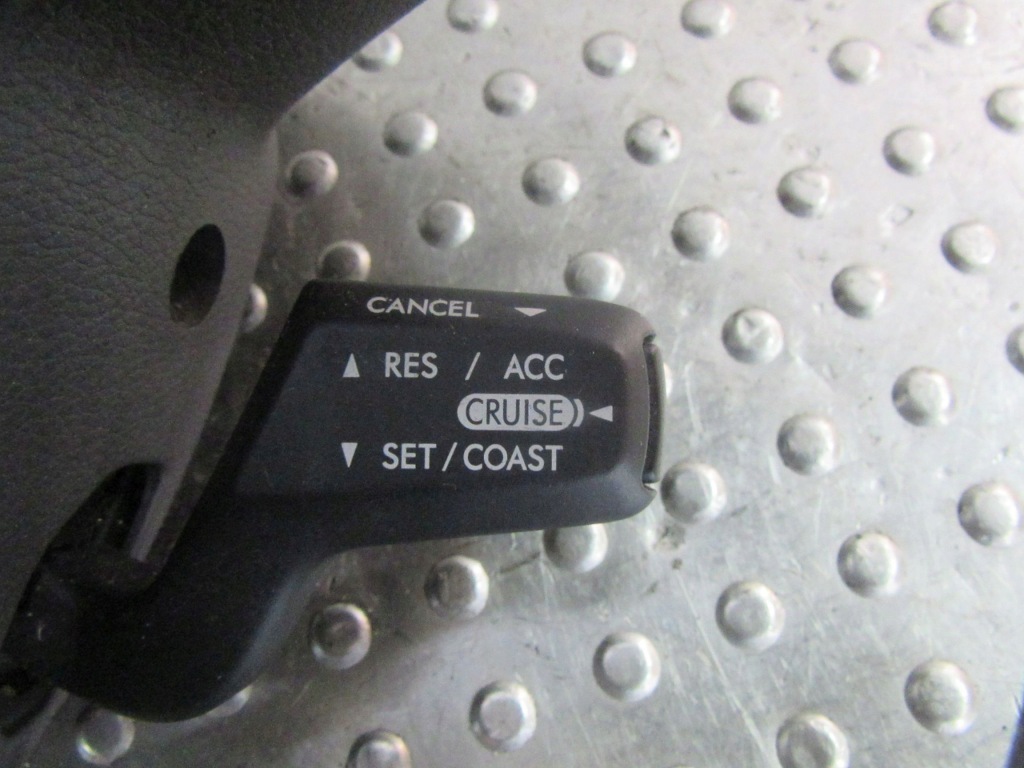 CANCEL
RES / ACC
CRUISE
SET / COAST